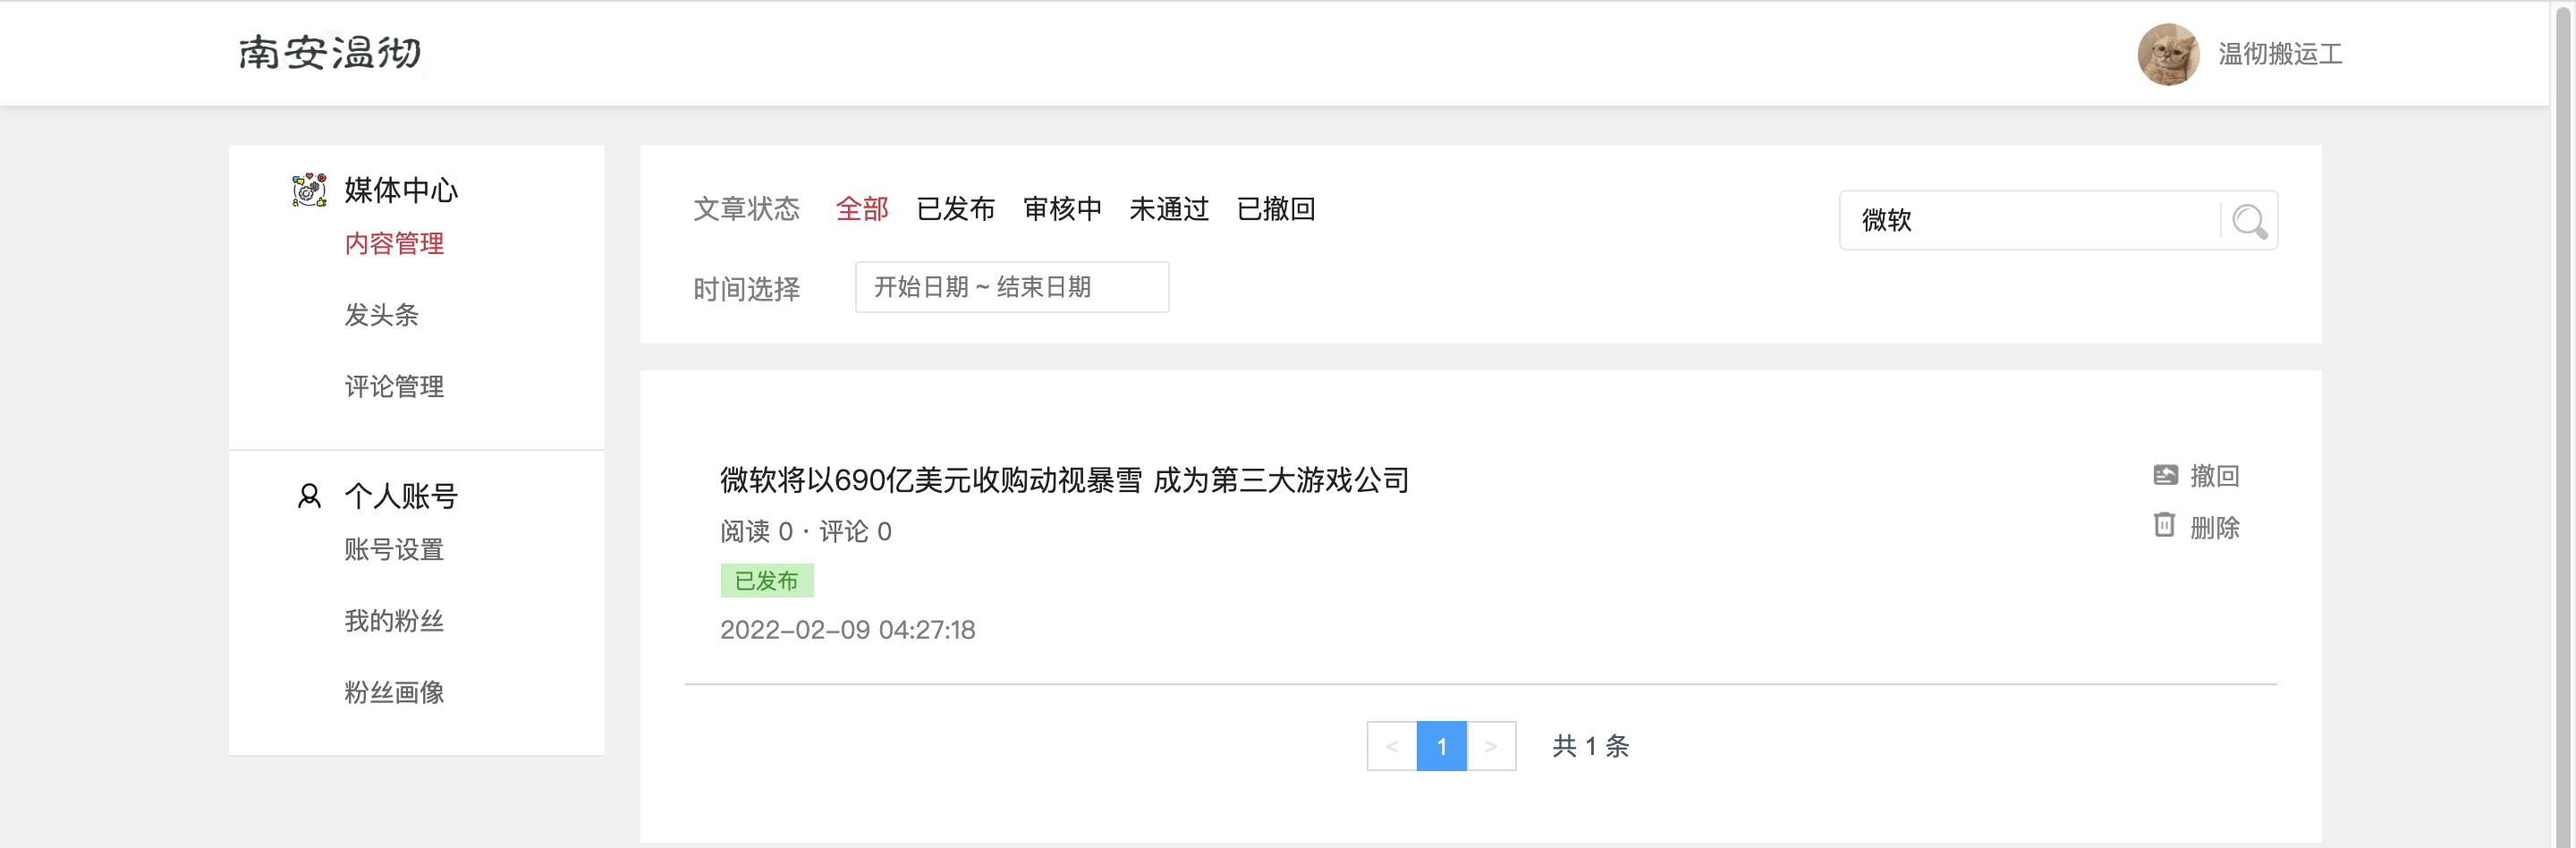 南安温彻
温彻搬运工
媒体中心
内容管理
发头条
评论管理
个人账号
账号设置
我的粉丝
粉丝画像
文章状态 全部 已发布 审核中 未通过 已撤回
微软
时间选择 开始日期 ~ 结束日期
微软将以690亿美元收购动视暴雪 成为第三大游戏公司
撤回
阅读 0 · 评论 0
删除
已发布
2022-02-09 04:27:18
< 1 > 共 1 条